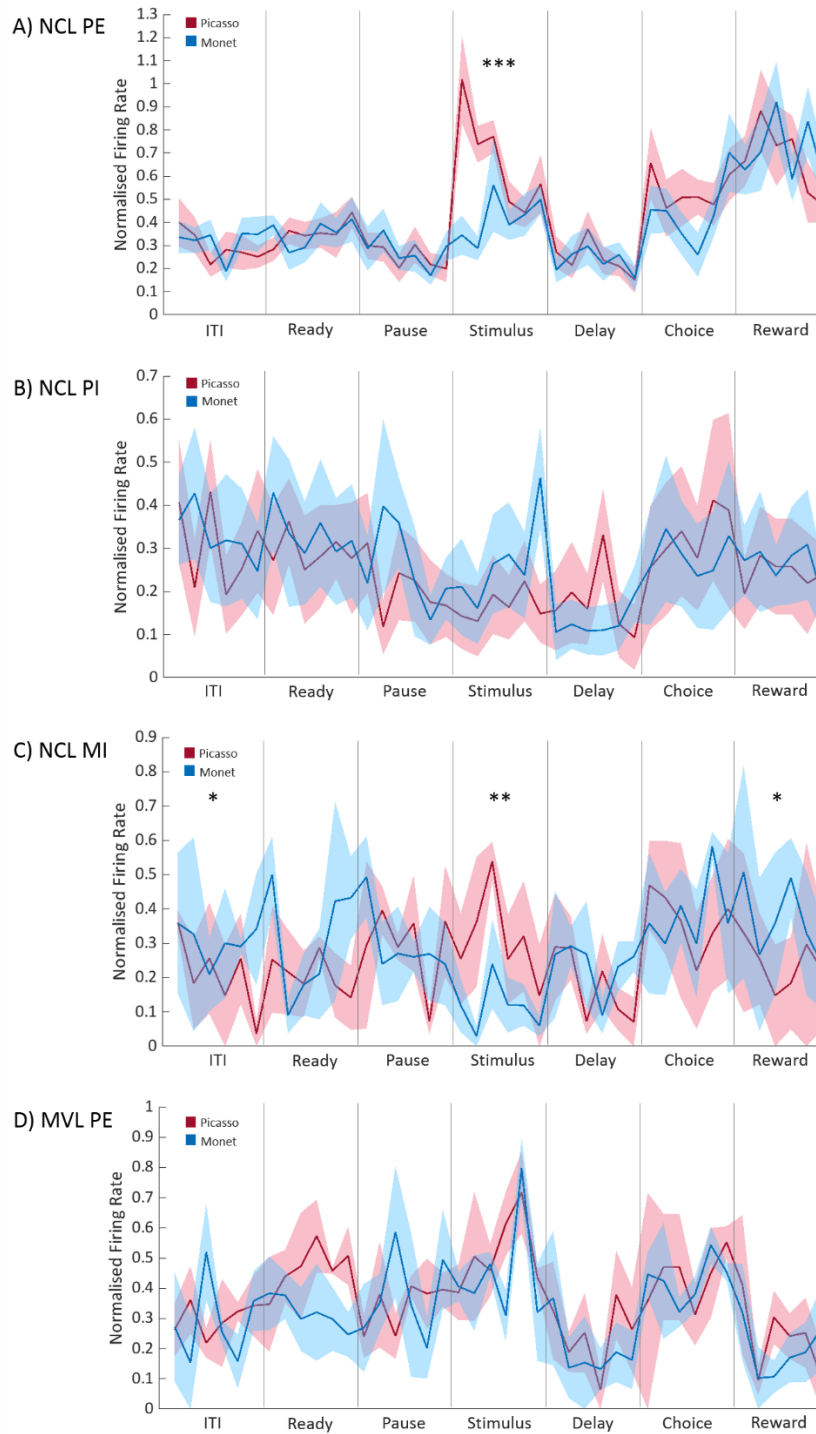 A) NCL PE
Normalised Firing Rate
1.3
1.2
1.1
1
0.9
0.8
0.7
0.6
0.5
0.4
0.3
0.2
0.1
0
Picasso
Monet
***
ITI Ready Pause Stimulus Delay Choice Reward
B) NCL PI
Normalised Firing Rate
0.7
0.6
0.5
0.4
0.3
0.2
0.1
0
Picasso
Monet
ITI Ready Pause Stimulus Delay Choice Reward
C) NCL MI
Normalised Firing Rate
0.9
0.8
0.7
0.6
0.5
0.4
0.3
0.2
0.1
0
Picasso
Monet
* ** *
ITI Ready Pause Stimulus Delay Choice Reward
D) MVL PE
Normalised Firing Rate
1
0.9
0.8
0.7
0.6
0.5
0.4
0.3
0.2
0.1
0
Picasso
Monet
ITI Ready Pause Stimulus Delay Choice Reward